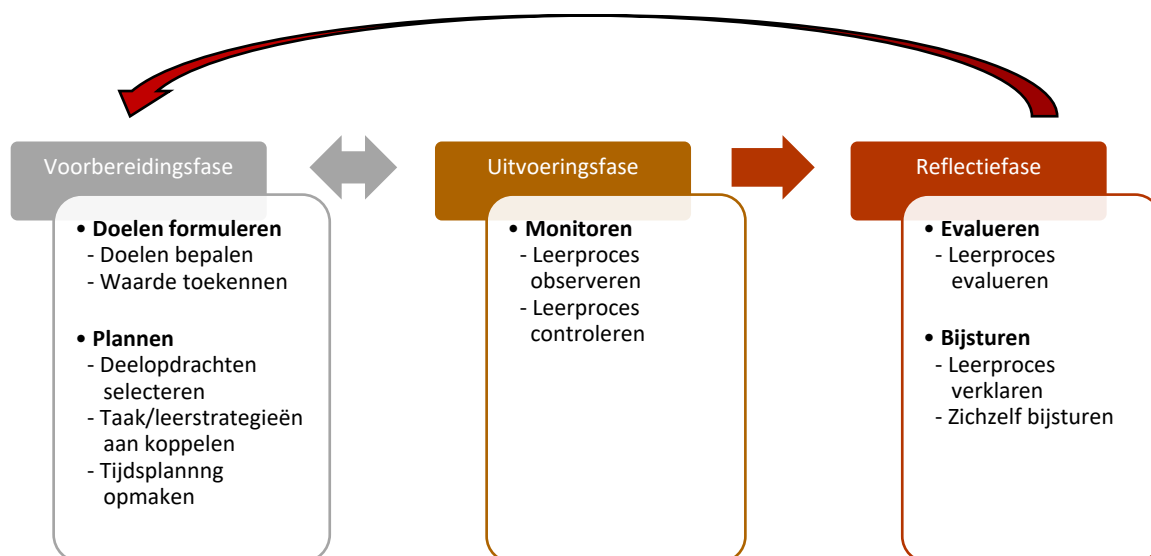 Voorbereidingsfase
• Doelen formuleren
- Doelen bepalen
- Waarde toekennen
• Plannen
- Deelopdrachten
selecteren
- Taak/leerstrategieën
aan koppelen
- Tijdsplannng
opmaken
Uitvoeringsfase
• Monitoren
- Leerproces
observeren
- Leerproces
controleren
Reflectiefase
• Evalueren
- Leerproces
evalueren
• Bijsturen
- Leerproces
verklaren
- Zichzelf bijsturen